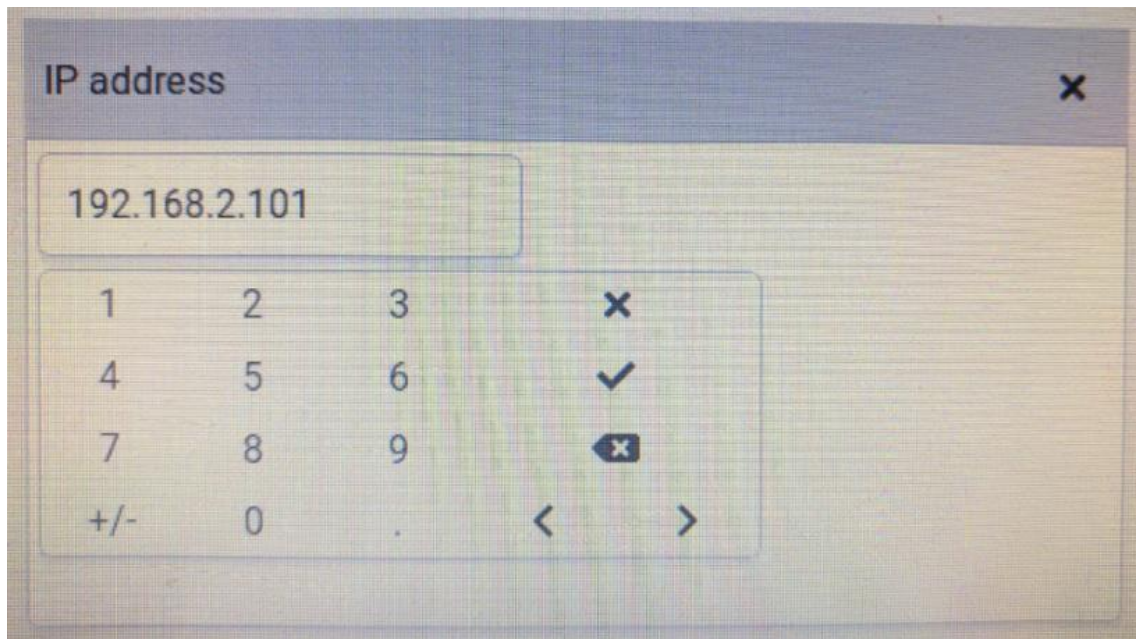 IP address
192.168.2.101
1 2 3
4 5 6
7 8 9
+/- 0 . < >